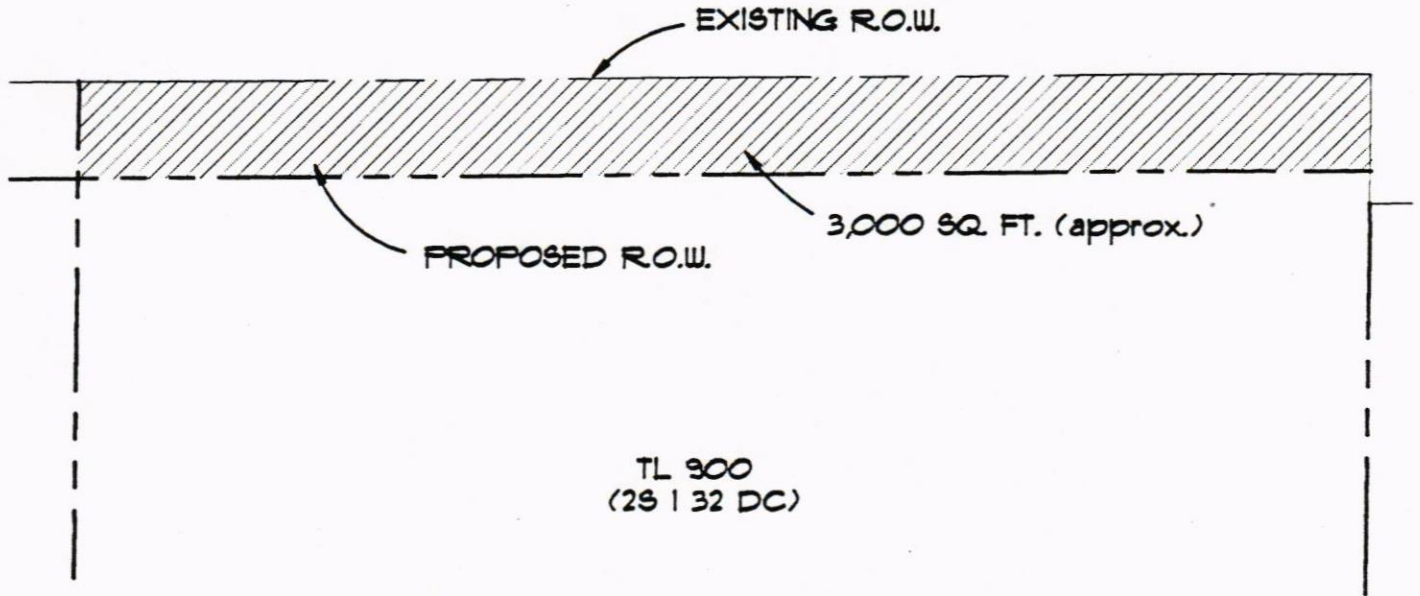 EXISTING R.O.W.
3,000 SQ. FT. (approx.)
PROPOSED R.O.W.
TL 900
(2S 1 32 DC)